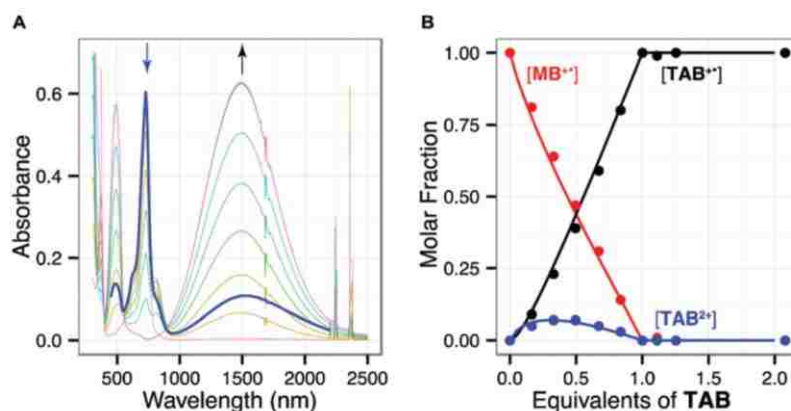 A
Absorbance
0.6
0.4
0.2
0.0
500 1000 1500 2000 2500
Wavelength (nm)
B
Molar Fraction
1.00
0.75
0.50
0.25
0.00
[MB⁺•]
[TAB⁺•]
[TAB²⁺]
0.0 0.5 1.0 1.5 2.0
Equivalents of TAB